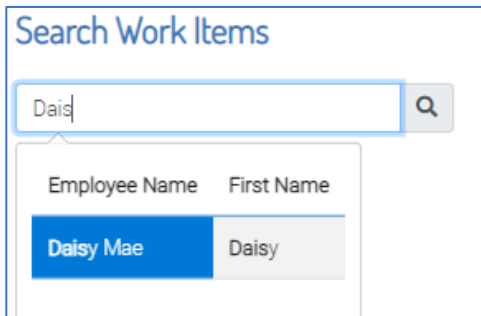 Search Work Items
Dais
Employee Name First Name
Daisy Mae Daisy